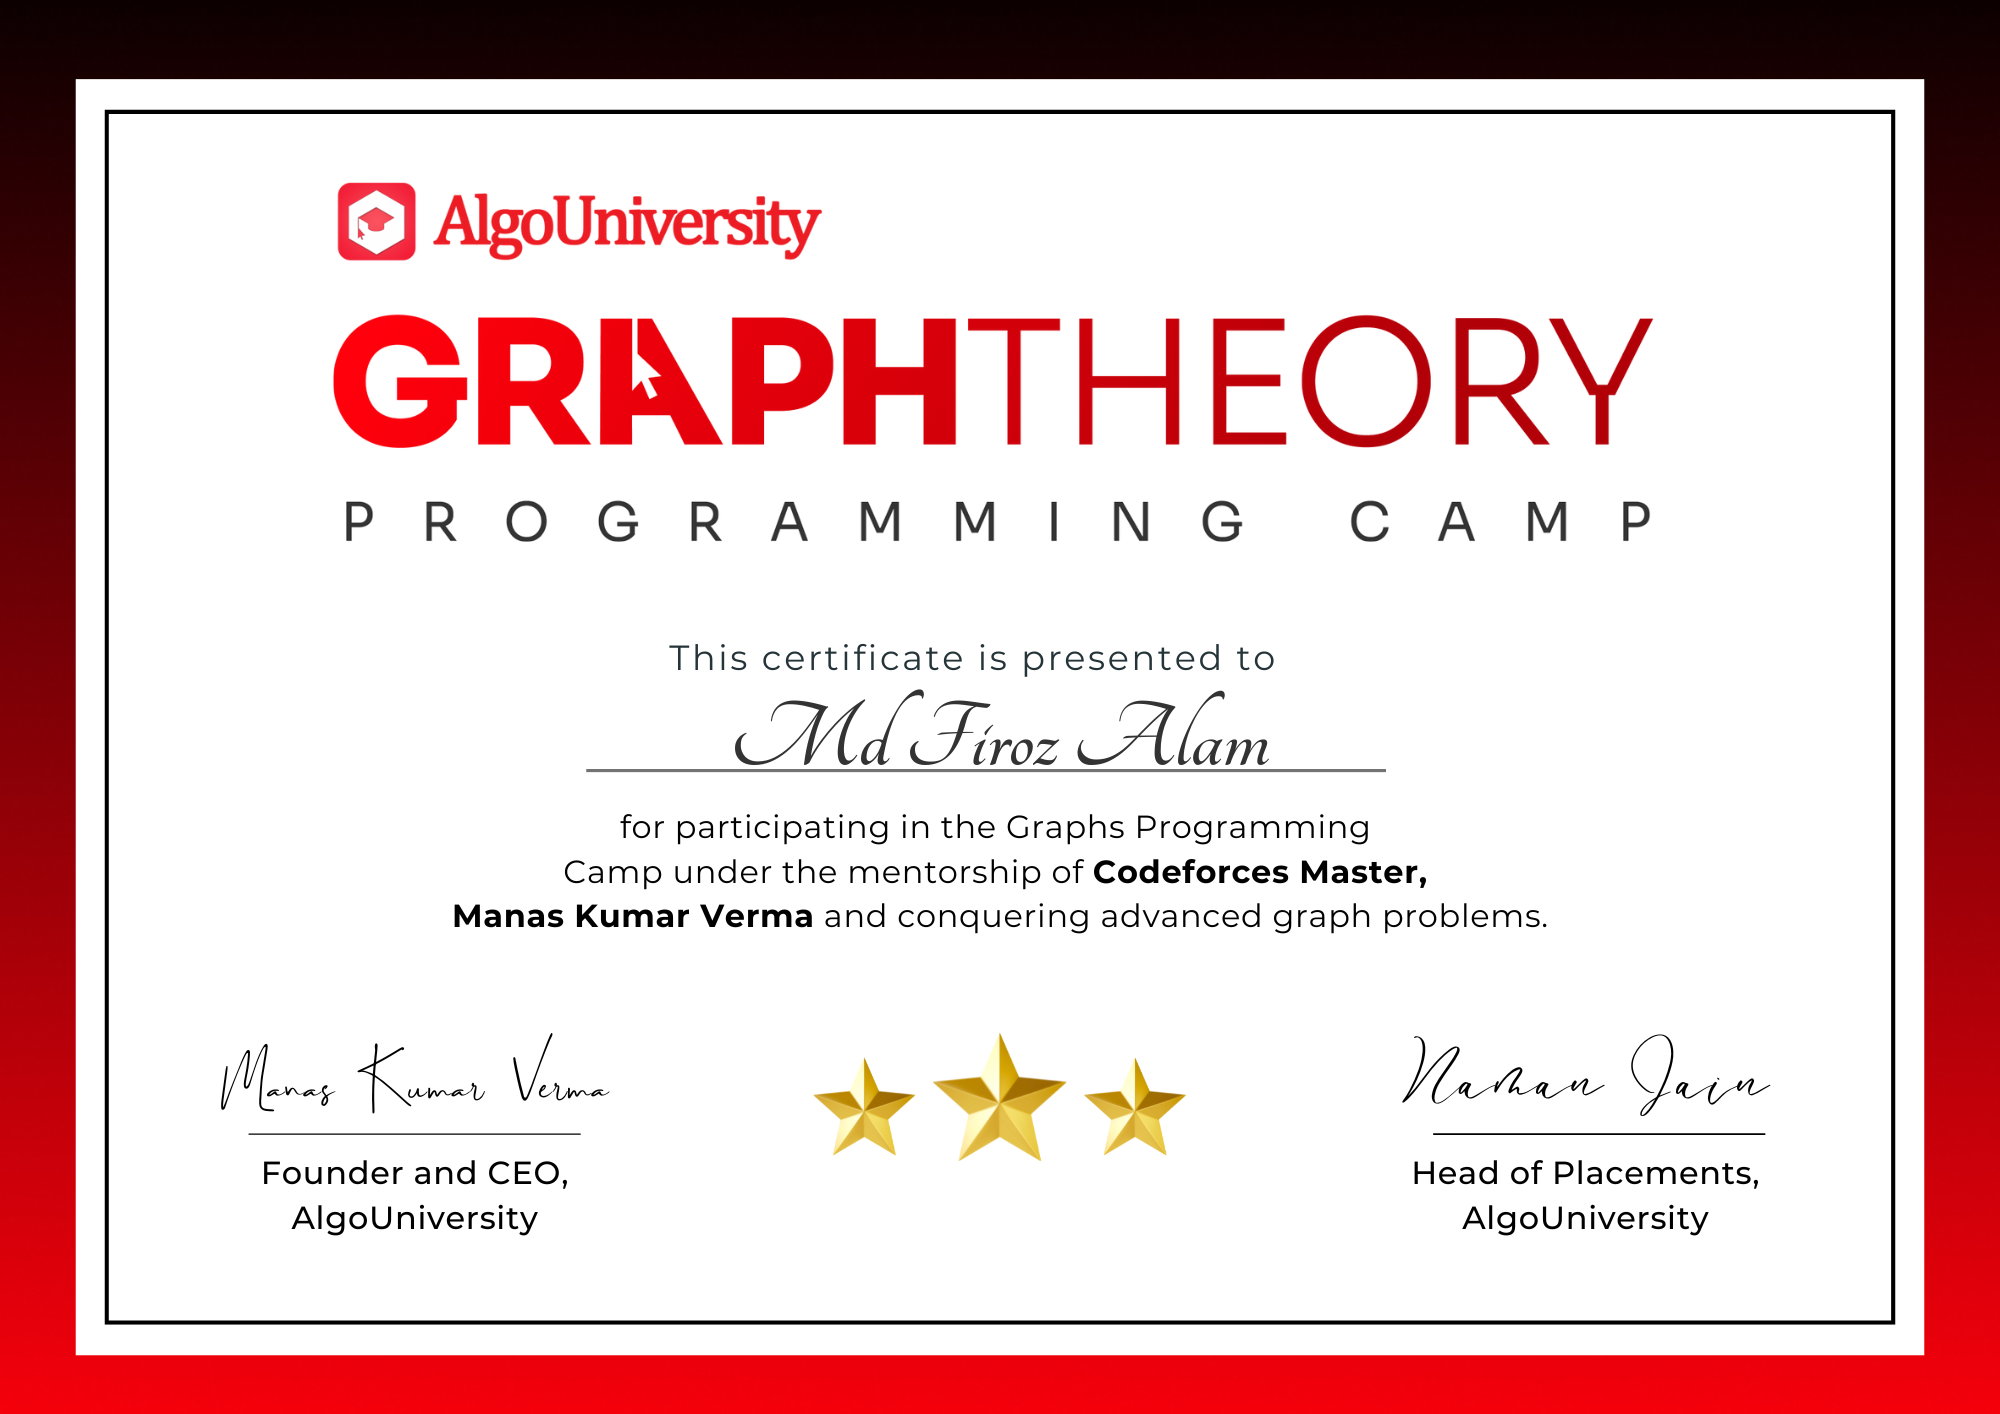 AlgoUniversity
GRAPHTHEORY
PROGRAMMING CAMP
This certificate is presented to
Md Firoz Alam
for participating in the Graphs Programming
Camp under the mentorship of Codeforces Master,
Manas Kumar Verma and conquering advanced graph problems.
Manas Kumar Verma
Founder and CEO,
AlgoUniversity
Naman Jain
Head of Placements,
AlgoUniversity